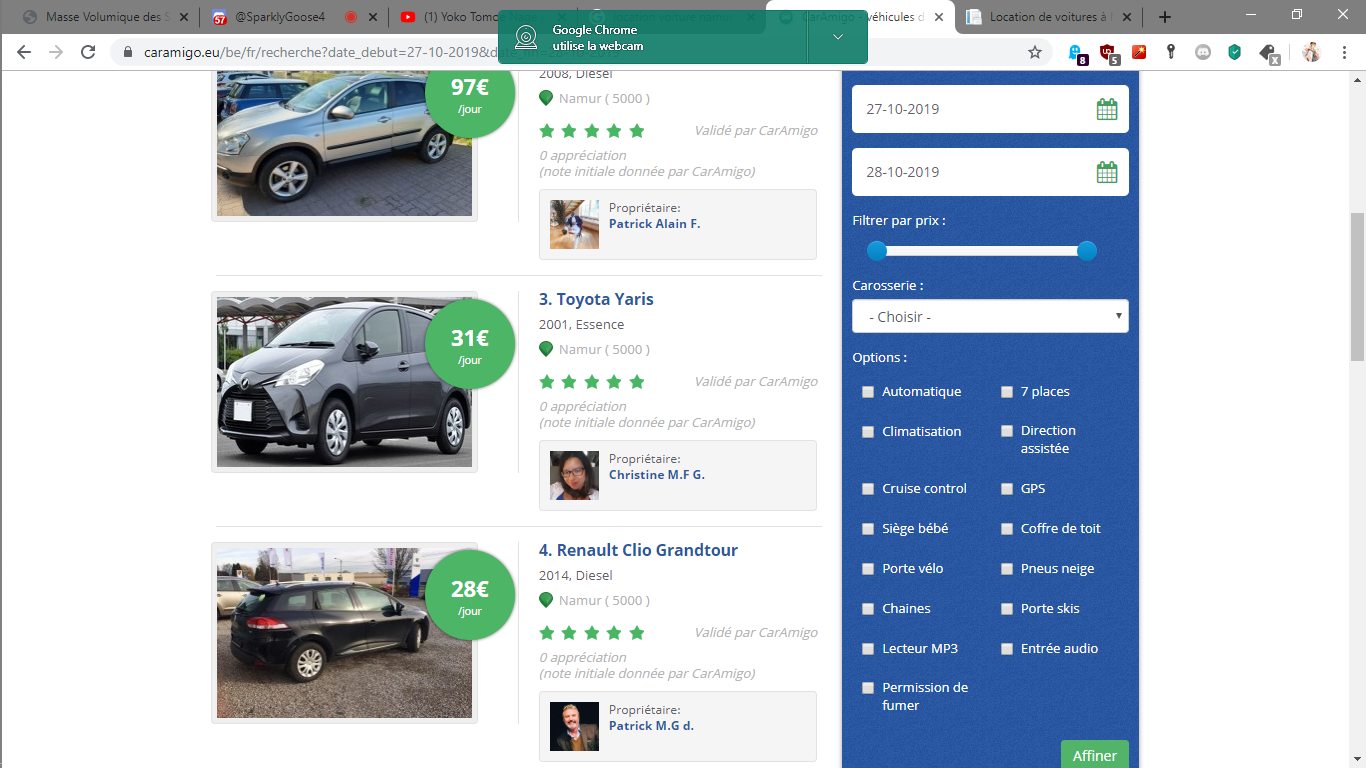 Masse Volumique des S
57 @SparklyGoose4
(1) Yoko Tomo
location voiture namu
CarAmigo - véhicules d
Location de voitures à
Google Chrome
utilise la webcam
caramigo.eu/be/fr/recherche?date_debut=27-10-2019&
8
5
x
97€
/jour
2008, Diesel
Namur ( 5000 )
Validé par CarAmigo
0 appréciation
(note initiale donnée par CarAmigo)
Propriétaire:
Patrick Alain F.
31€
/jour
3. Toyota Yaris
2001, Essence
Namur ( 5000 )
Validé par CarAmigo
0 appréciation
(note initiale donnée par CarAmigo)
Propriétaire:
Christine M.F G.
28€
/jour
4. Renault Clio Grandtour
2014, Diesel
Namur ( 5000 )
Validé par CarAmigo
0 appréciation
(note initiale donnée par CarAmigo)
Propriétaire:
Patrick M.G d.
27-10-2019
28-10-2019
Filtrer par prix :
Carosserie :
- Choisir -
Options :
Automatique
7 places
Climatisation
Direction
assistée
Cruise control
GPS
Siège bébé
Coffre de toit
Porte vélo
Pneus neige
Chaines
Porte skis
Lecteur MP3
Entrée audio
Permission de
fumer
Affiner